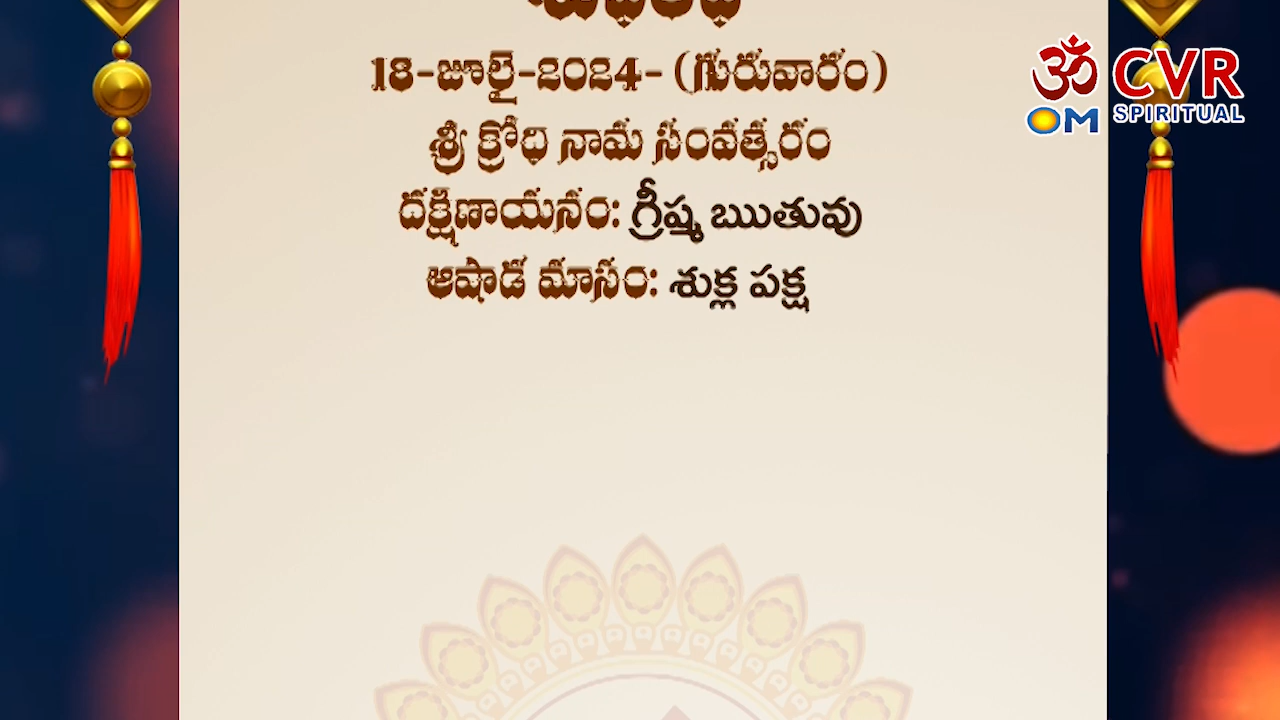 18-జూలై-2024- (గురువారం)
శ్రీ క్రోధి నామ సంవత్సరం
దక్షిణాయనం: గ్రీష్మ ఋతువు
ఆషాడ మాసం: శుక్ల పక్ష
ॐ CVR
OM SPIRITUAL